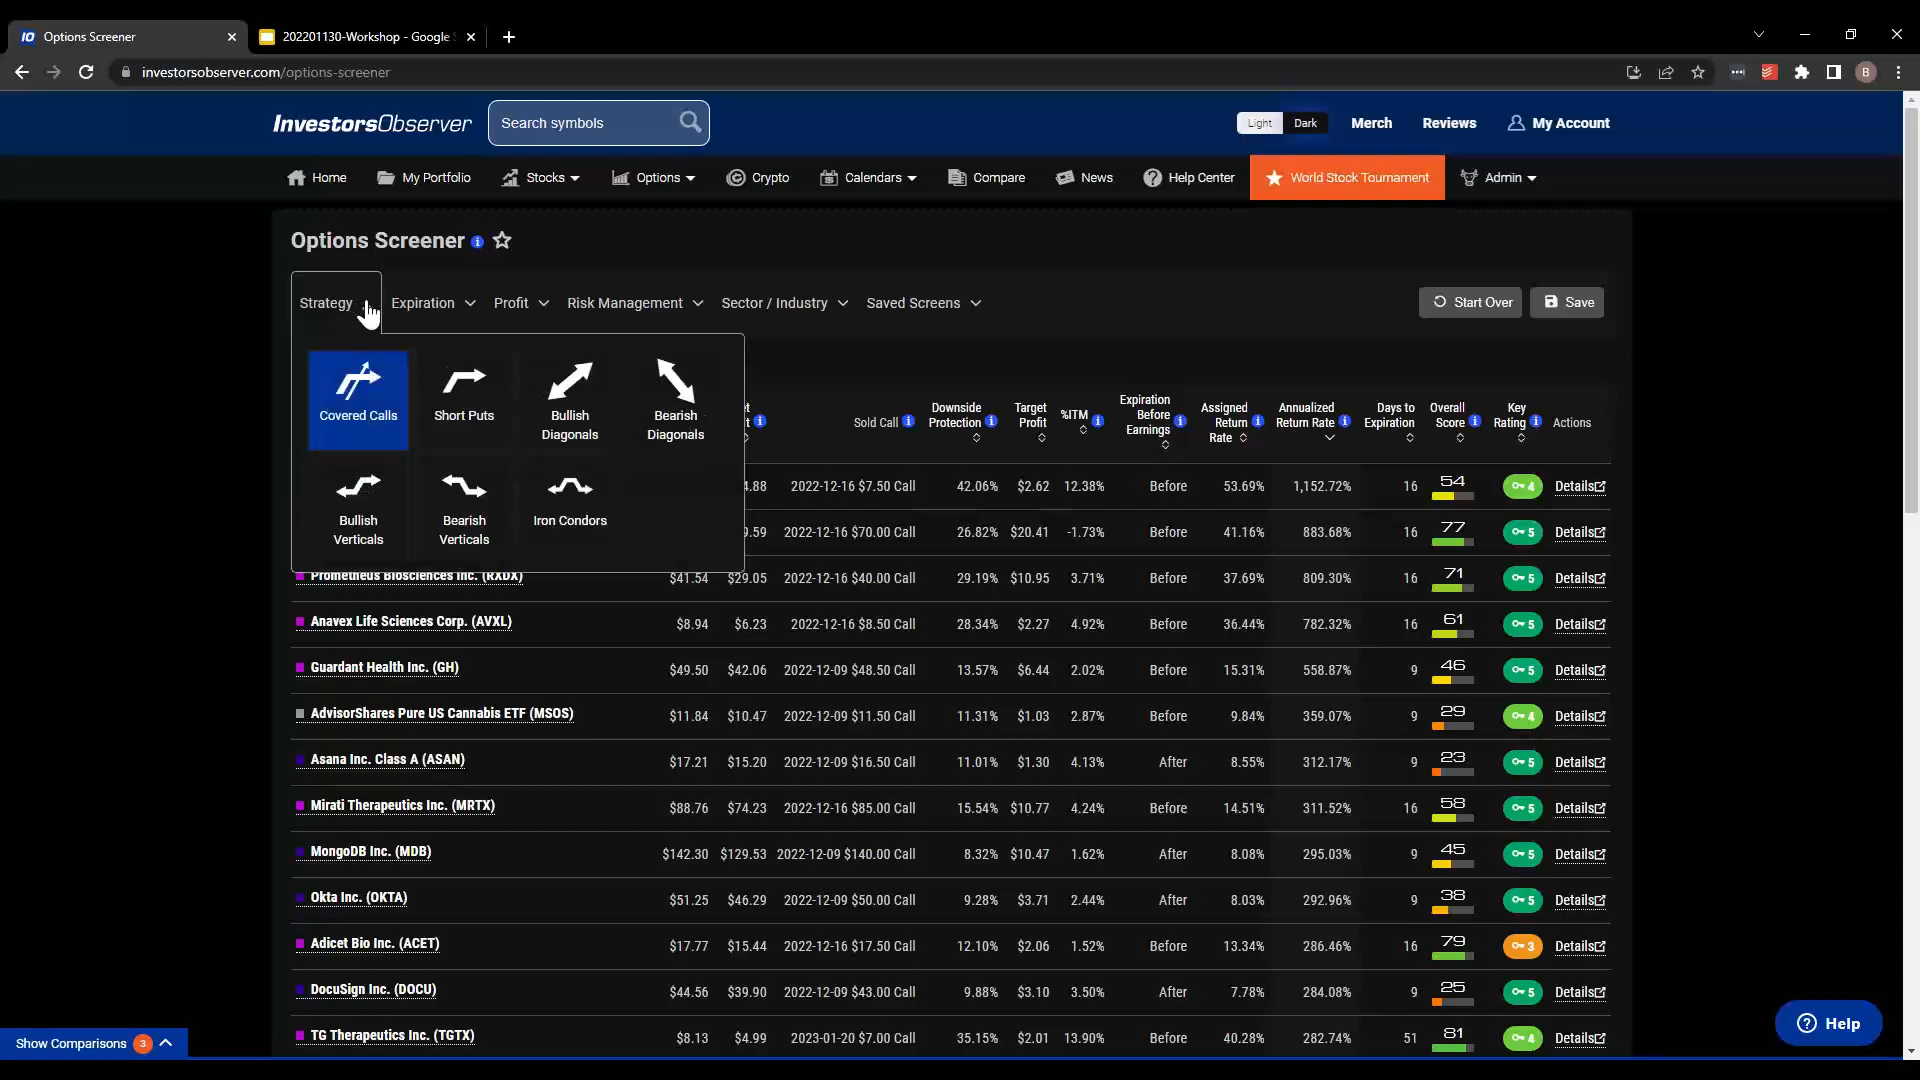 Options Screener
202201130-Workshop - Google S
investorsobserver.com/options-screener
B
InvestorsObserver
Search symbols
Light Dark
Merch
Reviews
My Account
Home
My Portfolio
Stocks
Options
Crypto
Calendars
Compare
News
Help Center
World Stock Tournament
Admin
Options Screener
Strategy
Expiration
Profit
Risk Management
Sector / Industry
Saved Screens
Start Over
Save
Covered Calls
Short Puts
Bullish Diagonals
Bearish Diagonals
Bullish Verticals
Bearish Verticals
Iron Condors
Sold Call
Downside Protection
Target Profit
%ITM
Expiration Before Earnings
Assigned Return Rate
Annualized Return Rate
Days to Expiration
Overall Score
Key Rating
Actions
4.88 2022-12-16 $7.50 Call 42.06% $2.62 12.38% Before 53.69% 1,152.72% 16 54 4 Details
9.59 2022-12-16 $70.00 Call 26.82% $20.41 -1.73% Before 41.16% 883.68% 16 77 5 Details
Prometheus Biosciences Inc. (RXDX) $41.54 $29.05 2022-12-16 $40.00 Call 29.19% $10.95 3.71% Before 37.69% 809.30% 16 71 5 Details
Anavex Life Sciences Corp. (AVXL) $8.94 $6.23 2022-12-16 $8.50 Call 28.34% $2.27 4.92% Before 36.44% 782.32% 16 61 5 Details
Guardant Health Inc. (GH) $49.50 $42.06 2022-12-09 $48.50 Call 13.57% $6.44 2.02% Before 15.31% 558.87% 9 46 5 Details
AdvisorShares Pure US Cannabis ETF (MSOS) $11.84 $10.47 2022-12-09 $11.50 Call 11.31% $1.03 2.87% Before 9.84% 359.07% 9 29 4 Details
Asana Inc. Class A (ASAN) $17.21 $15.20 2022-12-09 $16.50 Call 11.01% $1.30 4.13% After 8.55% 312.17% 9 23 5 Details
Mirati Therapeutics Inc. (MRTX) $88.76 $74.23 2022-12-16 $85.00 Call 15.54% $10.77 4.24% Before 14.51% 311.52% 16 58 5 Details
MongoDB Inc. (MDB) $142.30 $129.53 2022-12-09 $140.00 Call 8.32% $10.47 1.62% After 8.08% 295.03% 9 45 5 Details
Okta Inc. (OKTA) $51.25 $46.29 2022-12-09 $50.00 Call 9.28% $3.71 2.44% After 8.03% 292.96% 9 38 5 Details
Adicet Bio Inc. (ACET) $17.77 $15.44 2022-12-16 $17.50 Call 12.10% $2.06 1.52% Before 13.34% 286.46% 16 79 3 Details
DocuSign Inc. (DOCU) $44.56 $39.90 2022-12-09 $43.00 Call 9.88% $3.10 3.50% After 7.78% 284.08% 9 25 5 Details
TG Therapeutics Inc. (TGTX) $8.13 $4.99 2023-01-20 $7.00 Call 35.15% $2.01 13.90% Before 40.28% 282.74% 51 81 4 Details
Show Comparisons 3
Help